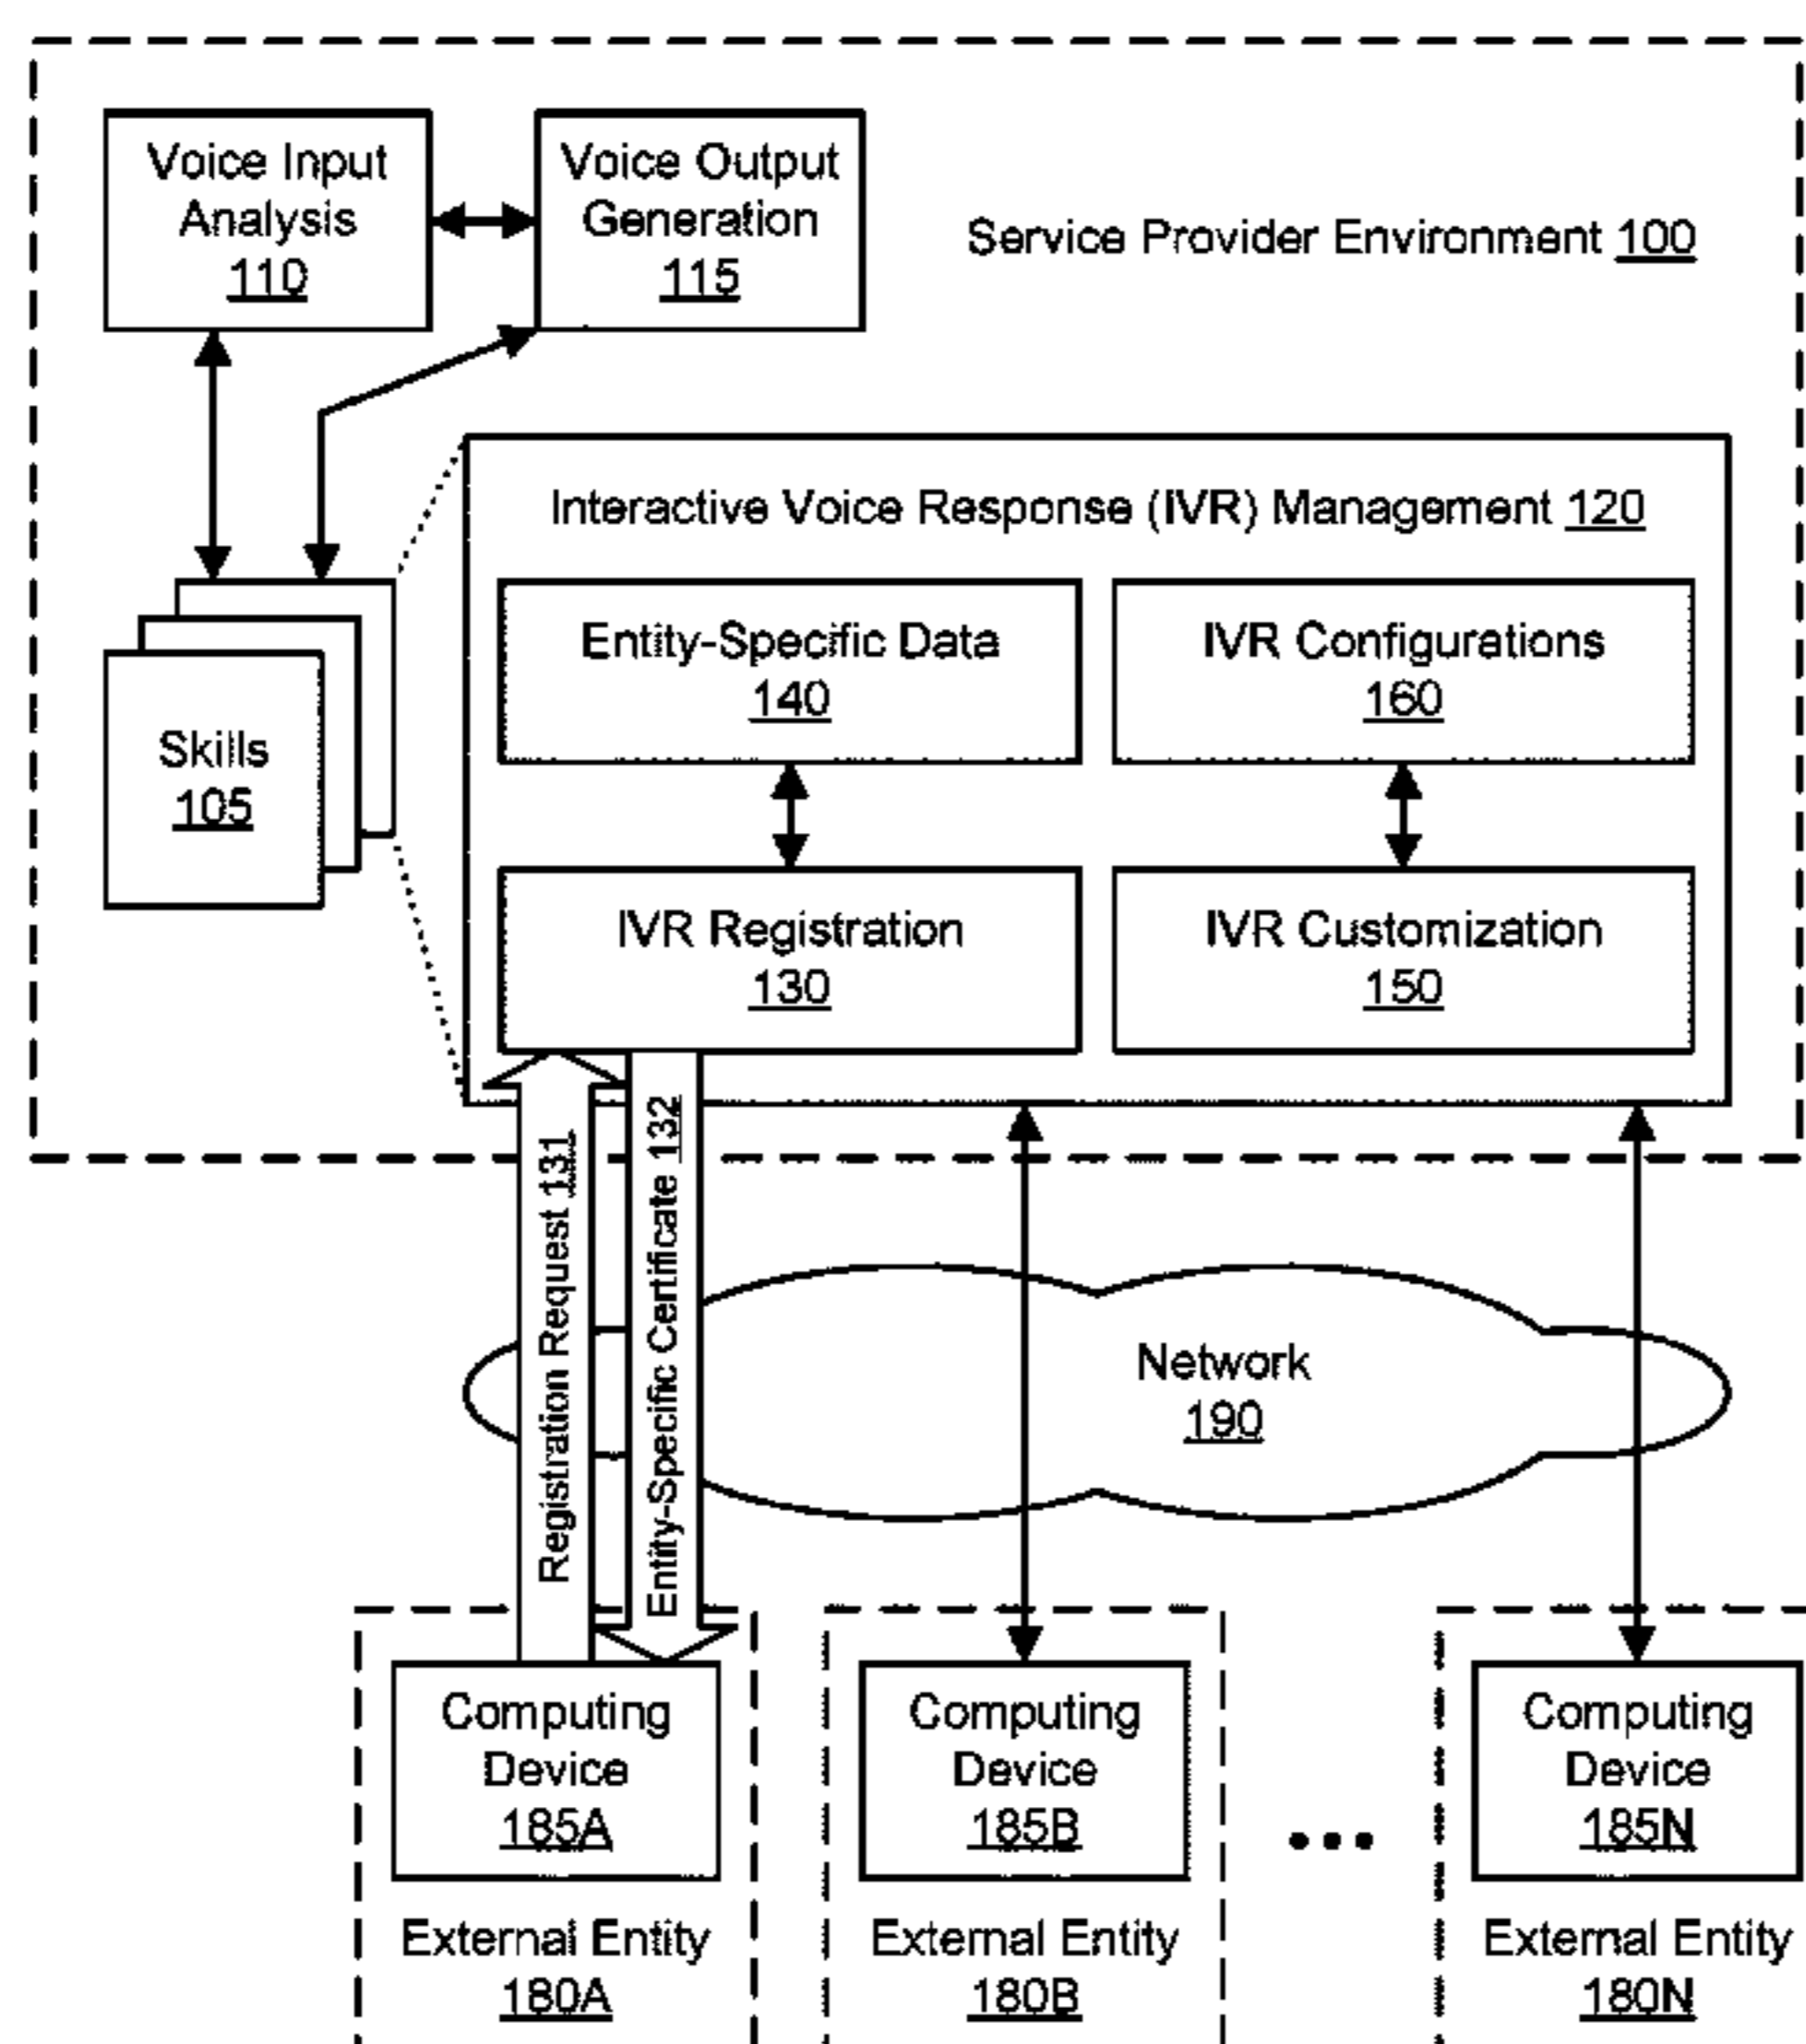 Voice Input
Analysis
110
Voice Output
Generation
115
Service Provider Environment 100
Interactive Voice Response (IVR) Management 120
Entity-Specific Data
140
IVR Configurations
160
Skills
105
IVR Registration
130
IVR Customization
150
Registration Request 131
Entity-Specific Certificate 132
Network
190
Computing
Device
185A
External Entity
180A
Computing
Device
185B
External Entity
180B
Computing
Device
185N
External Entity
180N